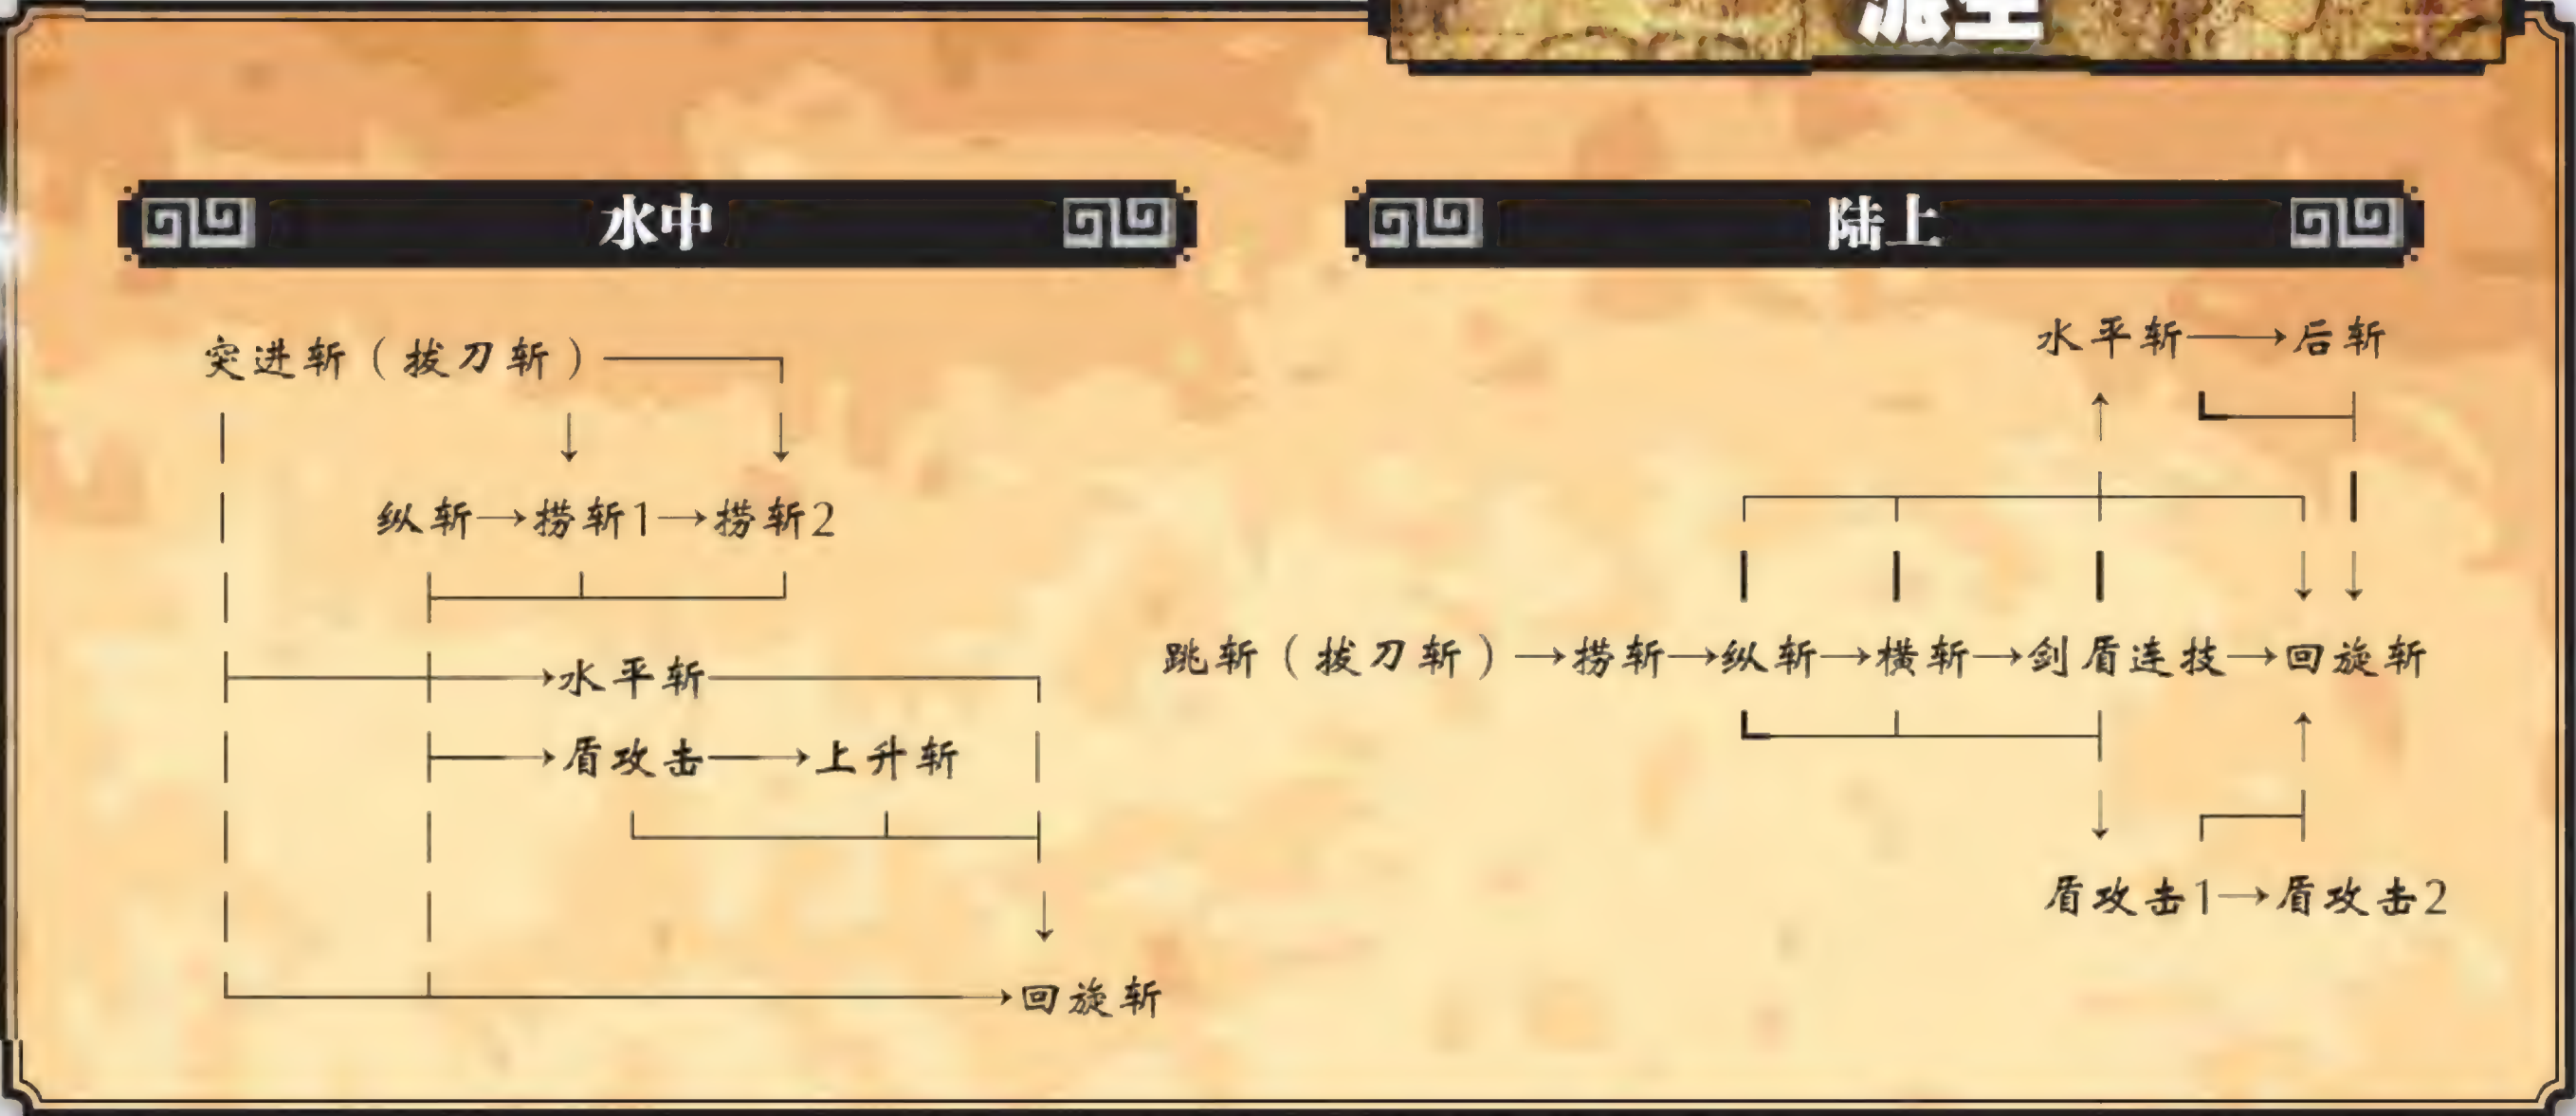 水中
突进斩（拔刀斩）
纵斩→捞斩1→捞斩2
→水平斩
→盾攻击→上升斩
→回旋斩
陆上
水平斩→后斩
跳斩（拔刀斩）→捞斩→纵斩→横斩→剑盾连技→回旋斩
盾攻击1→盾攻击2